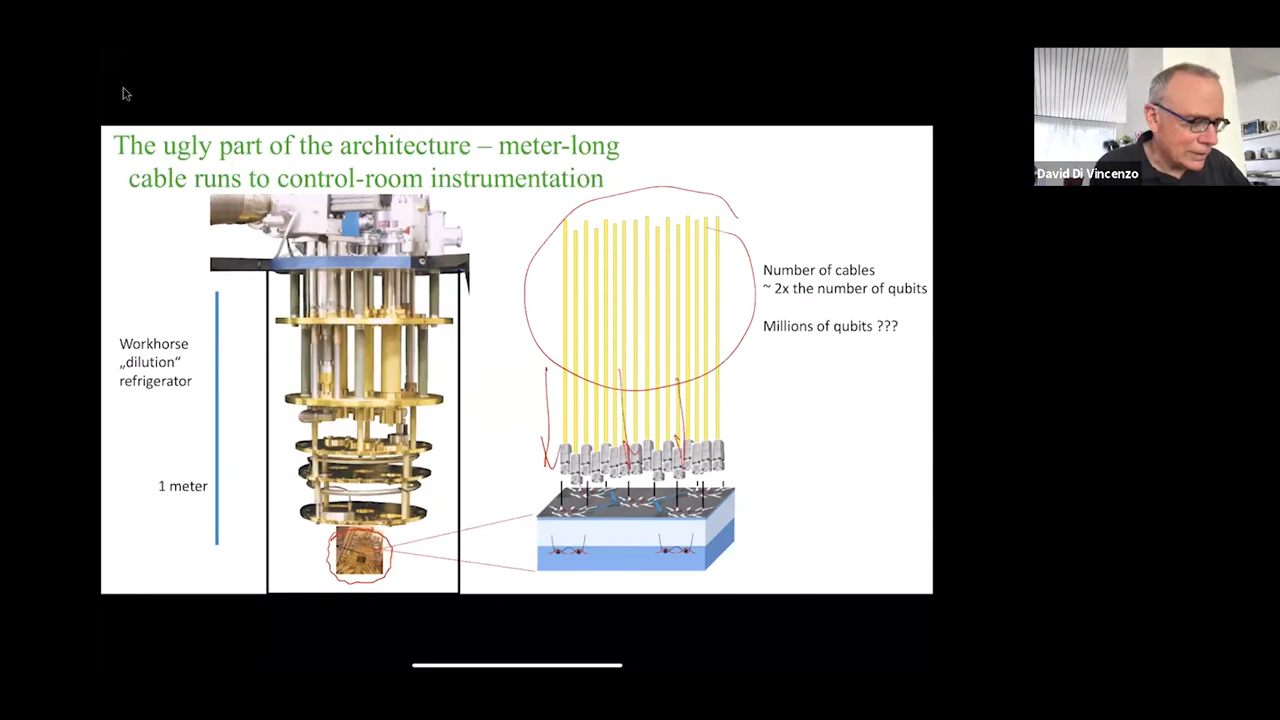 The ugly part of the architecture – meter-long
cable runs to control-room instrumentation
Number of cables
~ 2x the number of qubits
Millions of qubits ???
Workhorse
„dilution“
refrigerator
1 meter
David Di Vincenzo